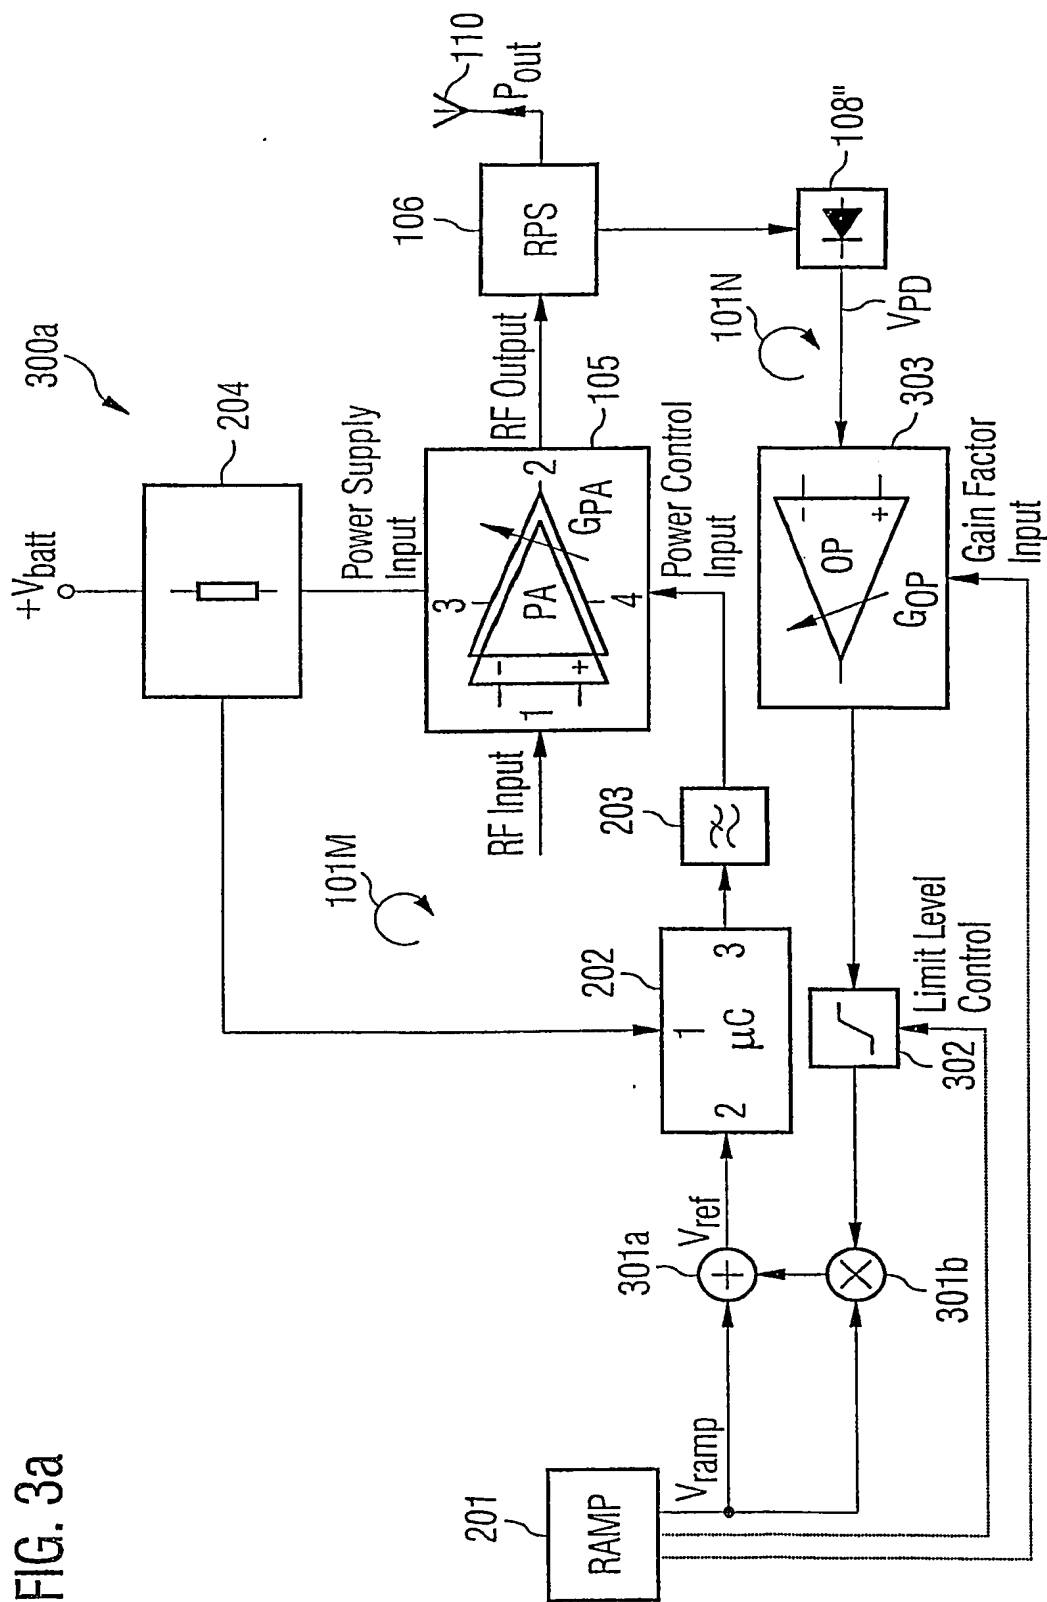 FIG. 3a
300a
+Vbatt
204
Power Supply
Input
101M
RF Input
1
-
+
PA
3
4
2
GPA
105
RF Output
106
RPS
110
Pout
Power Control
Input
203
202
1
2
3
µC
201
RAMP
Vramp
301a
+
Vref
301b
302
Limit Level
Control
303
-
+
OP
GOP
Gain Factor
Input
101N
VPD
108"